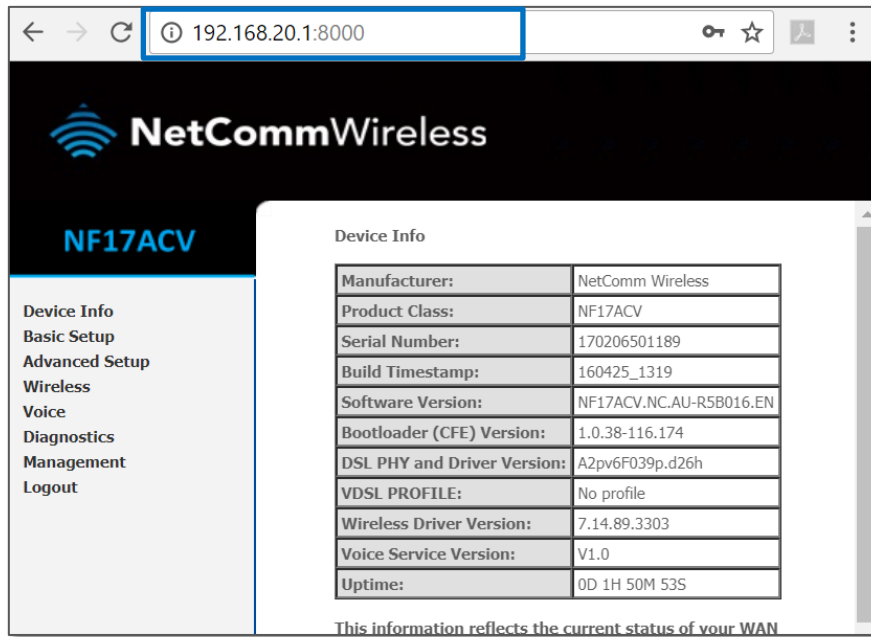 192.168.20.1:8000
NetCommWireless
NF17ACV
Device Info
Basic Setup
Advanced Setup
Wireless
Voice
Diagnostics
Management
Logout
Device Info
Manufacturer: NetComm Wireless
Product Class: NF17ACV
Serial Number: 170206501189
Build Timestamp: 160425_1319
Software Version: NF17ACV.NC.AU-R5B016.EN
Bootloader (CFE) Version: 1.0.38-116.174
DSL PHY and Driver Version: A2pv6F039p.d26h
VDSL PROFILE: No profile
Wireless Driver Version: 7.14.89.3303
Voice Service Version: V1.0
Uptime: 0D 1H 50M 53S
This information reflects the current status of your WAN